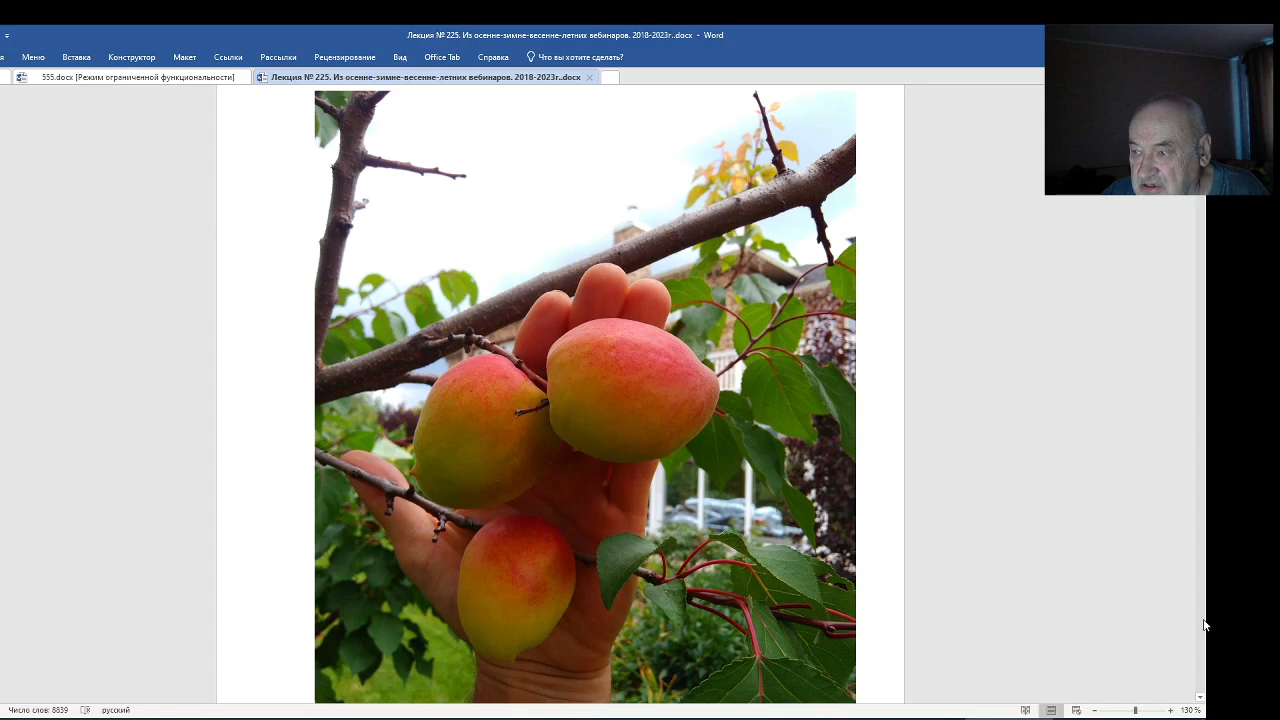 Лекция № 225. Из осенне-зимне-весенне-летних вебинаров. 2018-2023г..docx - Word
Меню Вставка Конструктор Макет Ссылки Рассылки Рецензирование Вид Office Tab Справка Что вы хотите сделать?
555.docx [Режим ограниченной функциональности] Лекция № 225. Из осенне-зимне-весенне-летних вебинаров. 2018-2023г..docx
Число слов: 8839 русский 130 %